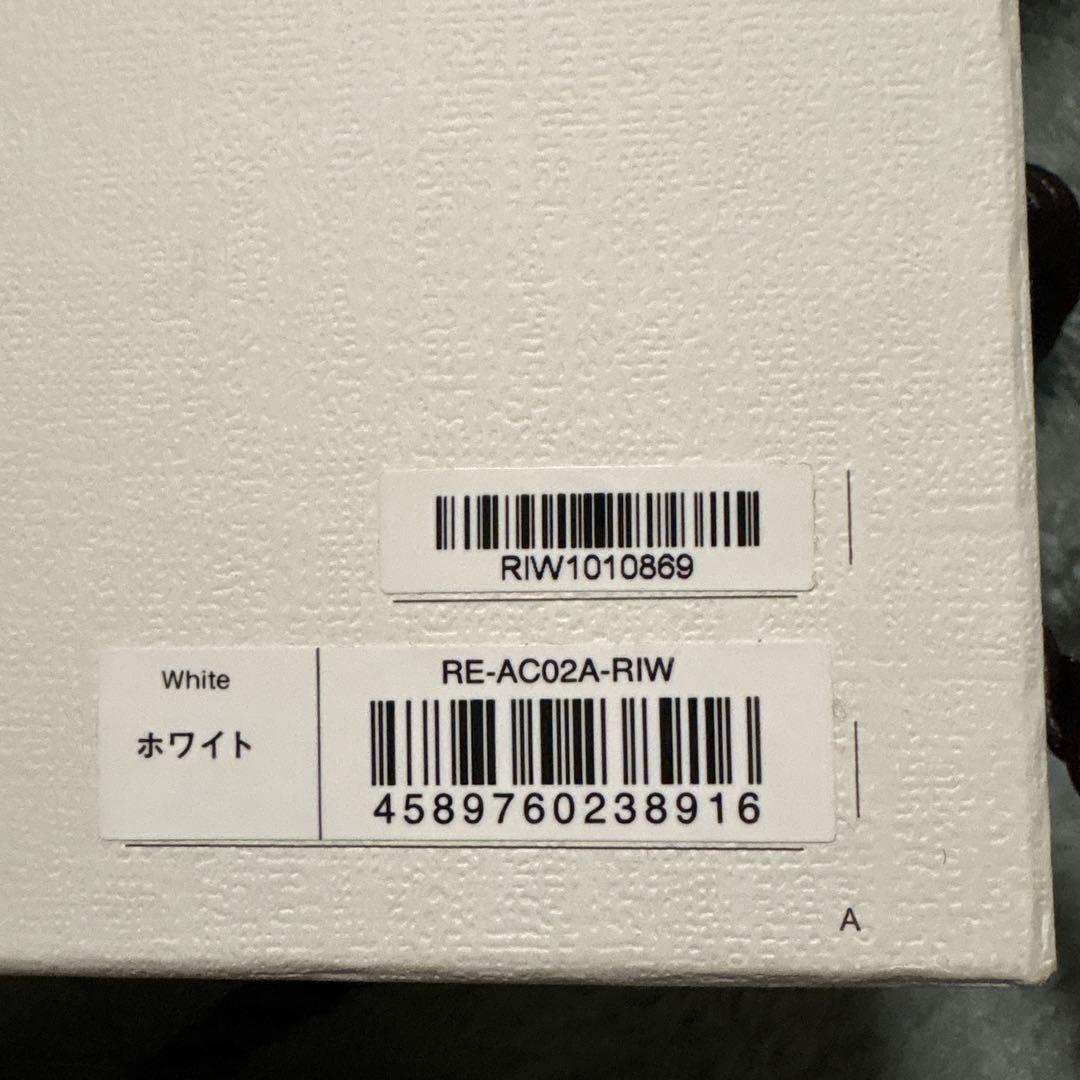 RIW1010869
White
ホワイト
RE-AC02A-RIW
4589760238916
A